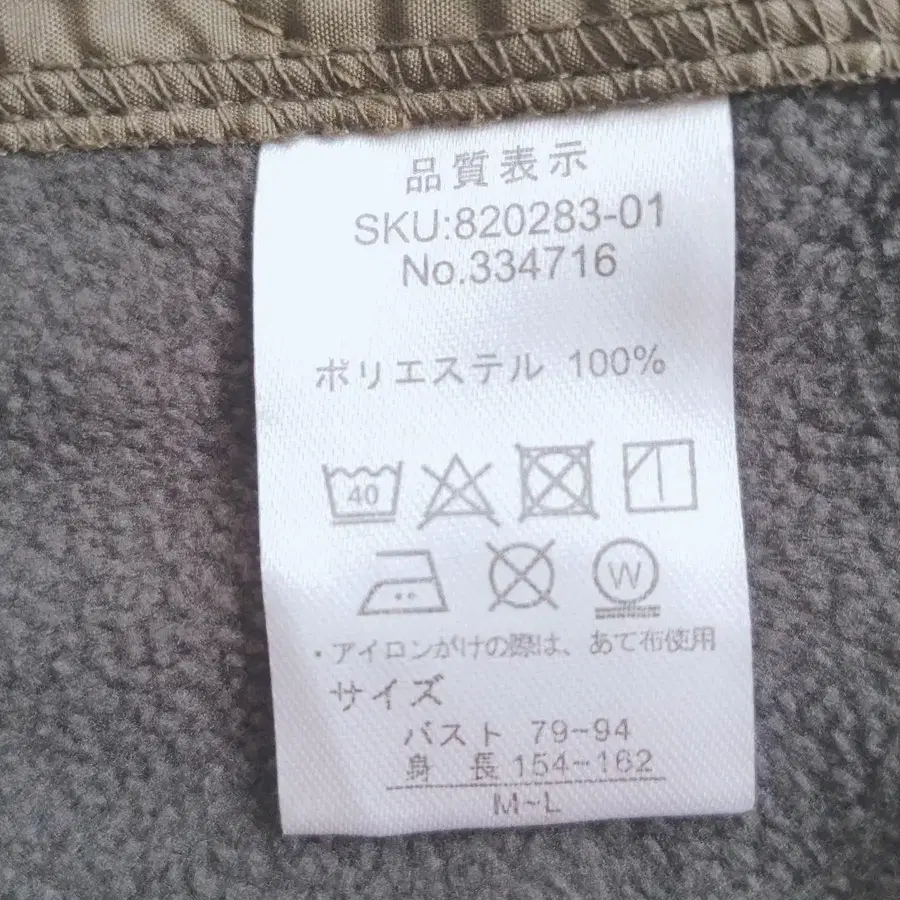 品質表示
SKU:820283-01
No.334716
ポリエステル 100%
40
W
・アイロンがけの際は、あて布使用
サイズ
バスト 79-94
身 長 154-162
M~L